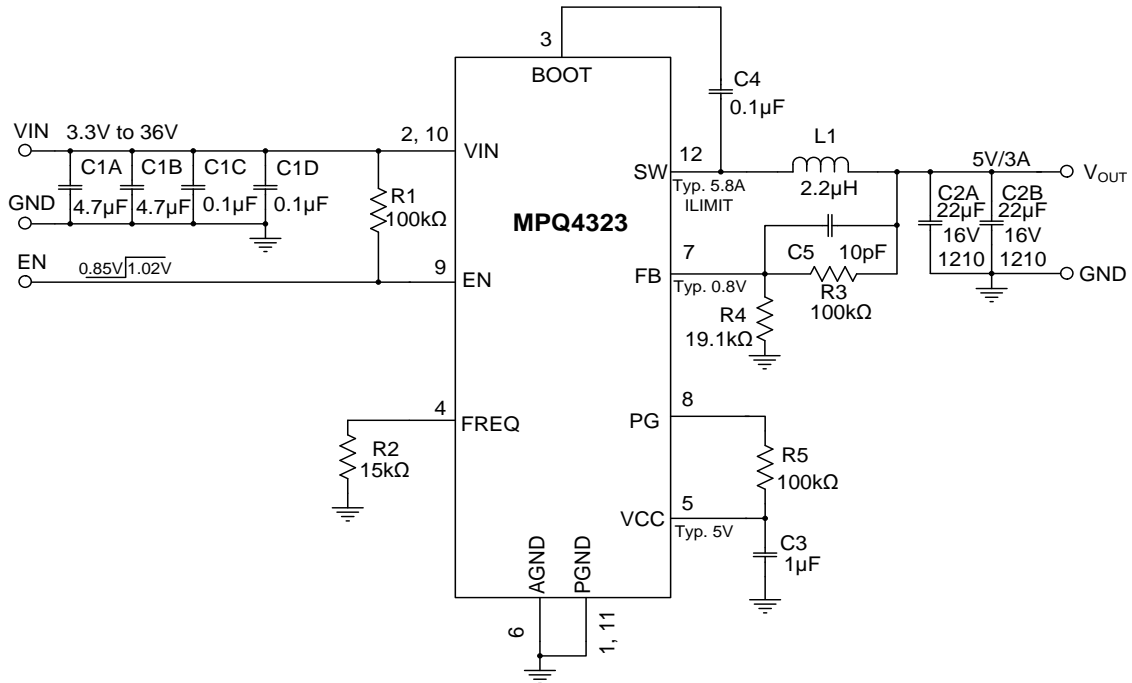 3
BOOT
C4
0.1µF
VIN 3.3V to 36V
2, 10
VIN
C1A
4.7µF
C1B
4.7µF
C1C
0.1µF
C1D
0.1µF
GND
R1
100kΩ
EN
0.85V 1.02V
9
EN
MPQ4323
12
SW
Typ. 5.8A
ILIMIT
L1
2.2µH
5V/3A
VOUT
C2A
22µF
16V
1210
C2B
22µF
16V
1210
GND
C5
10pF
7
FB
Typ. 0.8V
R3
100kΩ
R4
19.1kΩ
4
FREQ
R2
15kΩ
8
PG
R5
100kΩ
5
VCC
Typ. 5V
C3
1µF
AGND
PGND
6
1, 11